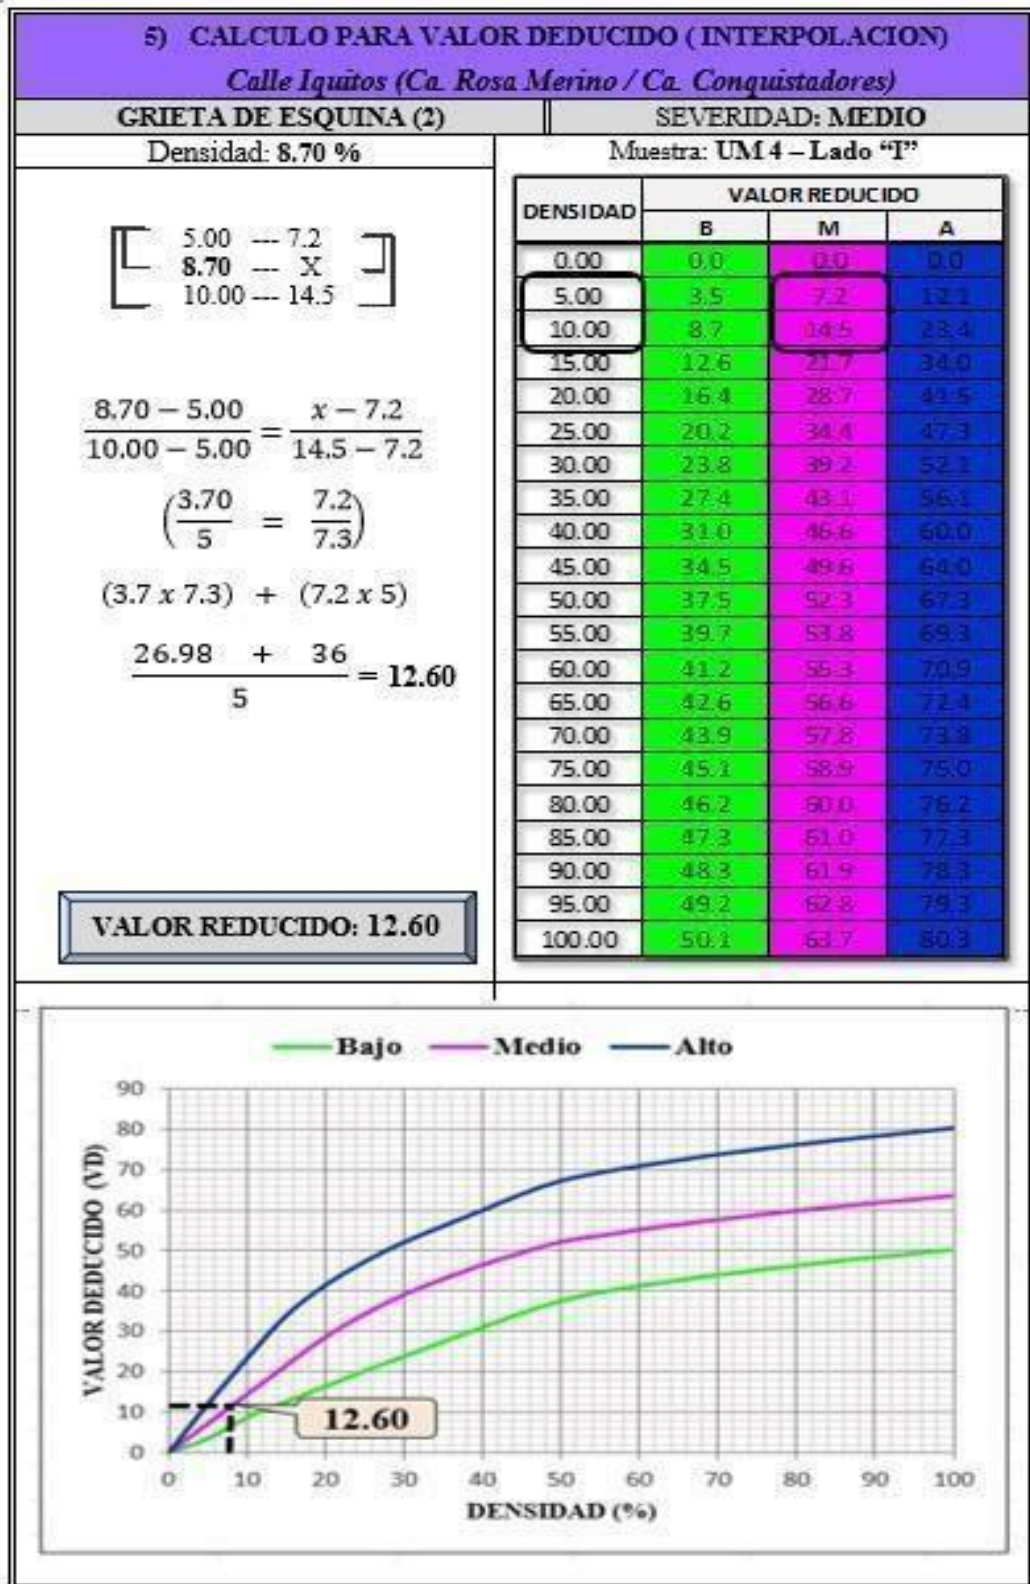 5) CALCULO PARA VALOR DEDUCIDO ( INTERPOLACION)
Calle Iquitos (Ca. Rosa Merino / Ca. Conquistadores)
GRIETA DE ESQUINA (2) SEVERIDAD: MEDIO
Densidad: 8.70 % Muestra: UM 4 – Lado “I”
5.00 --- 7.2
8.70 --- X
10.00 --- 14.5
8.70 − 5.00 / 10.00 − 5.00 = x − 7.2 / 14.5 − 7.2
(3.70 / 5 = 7.2 / 7.3)
(3.7 x 7.3) + (7.2 x 5)
26.98 + 36 / 5 = 12.60
VALOR REDUCIDO: 12.60
DENSIDAD VALOR REDUCIDO
B M A
0.00 0.0 0.0 0.0
5.00 3.5 7.2 12.1
10.00 8.7 14.5 23.4
15.00 12.6 21.7 34.0
20.00 16.4 28.7 41.5
25.00 20.2 34.4 47.3
30.00 23.8 39.2 52.1
35.00 27.4 43.1 56.1
40.00 31.0 46.6 60.0
45.00 34.5 49.6 64.0
50.00 37.5 52.3 67.3
55.00 39.7 53.8 69.3
60.00 41.2 55.3 70.9
65.00 42.6 56.6 72.4
70.00 43.9 57.8 73.8
75.00 45.1 58.9 75.0
80.00 46.2 60.0 76.2
85.00 47.3 61.0 77.3
90.00 48.3 61.9 78.3
95.00 49.2 62.8 79.3
100.00 50.1 63.7 80.3
Bajo Medio Alto
VALOR DEDUCIDO (VD)
90
80
70
60
50
40
30
20
10
0
12.60
0 10 20 30 40 50 60 70 80 90 100
DENSIDAD (%)